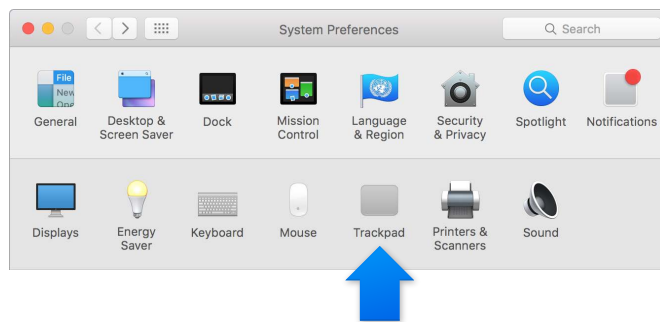 System Preferences
Search
File
New
Ope
General
Desktop &
Screen Saver
Dock
Mission
Control
Language
& Region
Security
& Privacy
Spotlight
Notifications
Displays
Energy
Saver
Keyboard
Mouse
Trackpad
Printers &
Scanners
Sound